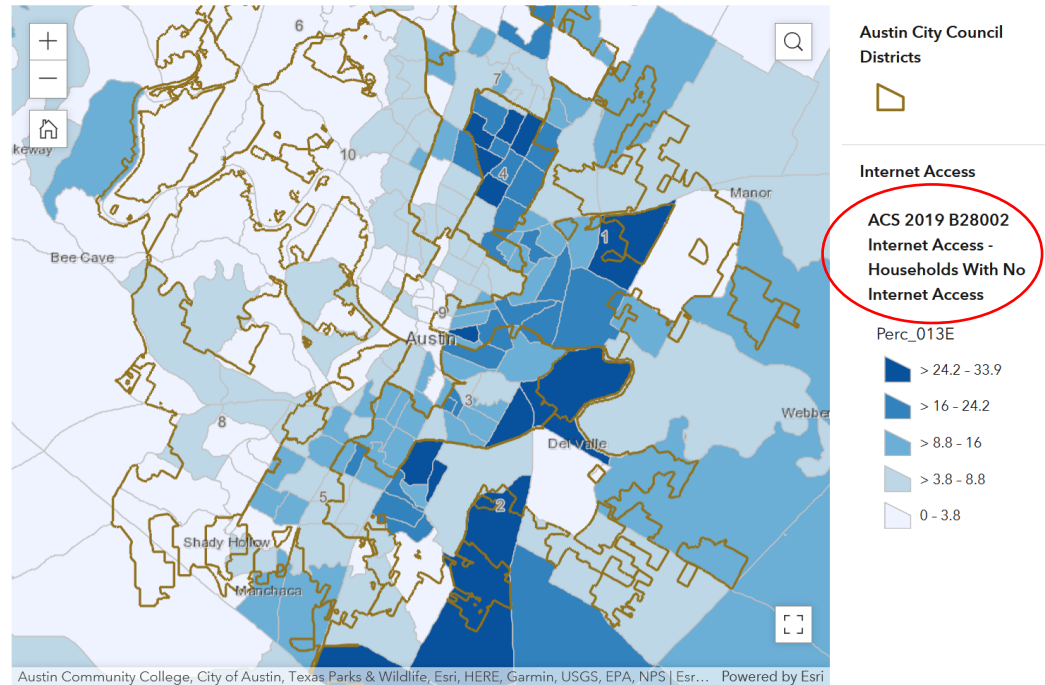 6
7
keway
10
4
Manor
1
Bee Cave
9
Austin
3
8
Webber
Del Valle
5
2
Shady Hollow
Manchaca
Austin Community College, City of Austin, Texas Parks & Wildlife, Esri, HERE, Garmin, USGS, EPA, NPS | Esr... Powered by Esri
Austin City Council
Districts
Internet Access
ACS 2019 B28002
Internet Access -
Households With No
Internet Access
Perc_013E
> 24.2 - 33.9
> 16 - 24.2
> 8.8 - 16
> 3.8 - 8.8
0 - 3.8